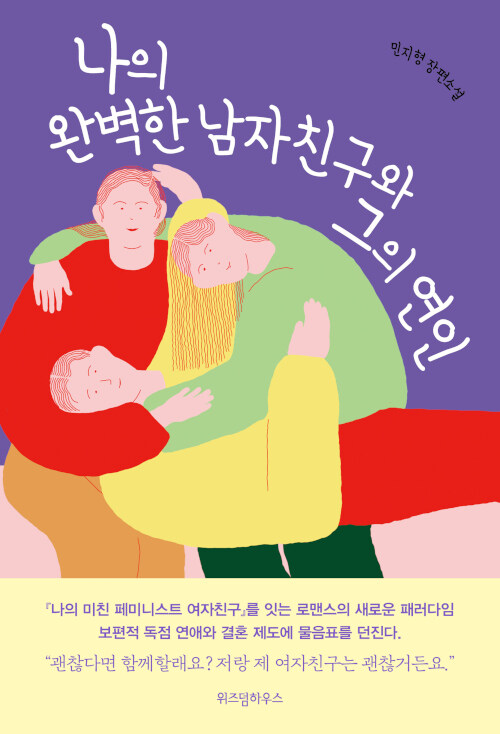 나의
완벽한 남자친구와
그의 연인
민지형 장편소설
『나의 미친 페미니스트 여자친구』를 잇는 로맨스의 새로운 패러다임
보편적 독점 연애와 결혼 제도에 물음표를 던진다.
“괜찮다면 함께할래요? 저랑 제 여자친구는 괜찮거든요.”
위즈덤하우스